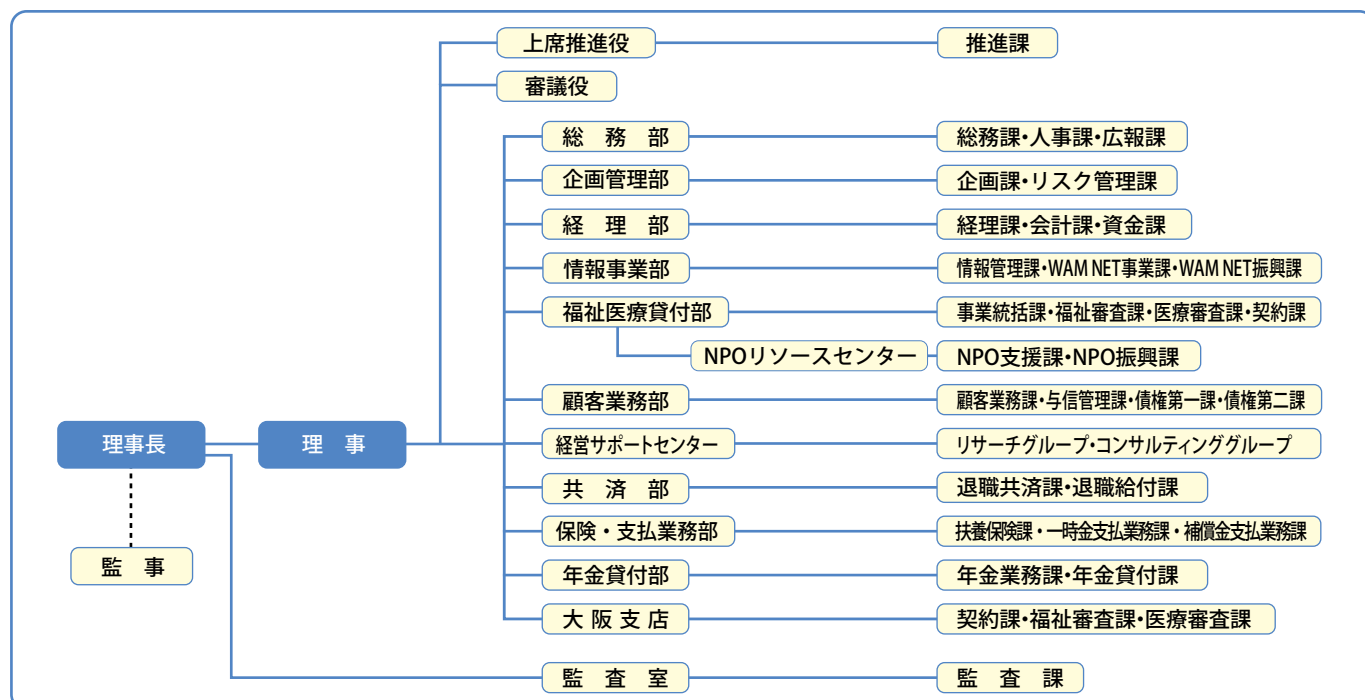 上席推進役 推進課
審議役
総務部 総務課・人事課・広報課
企画管理部 企画課・リスク管理課
経理部 経理課・会計課・資金課
情報事業部 情報管理課・WAM NET事業課・WAM NET振興課
福祉医療貸付部 事業統括課・福祉審査課・医療審査課・契約課
NPOリソースセンター NPO支援課・NPO振興課
顧客業務部 顧客業務課・与信管理課・債権第一課・債権第二課
理事長 理事 経営サポートセンター リサーチグループ・コンサルティンググループ
共済部 退職共済課・退職給付課
保険・支払業務部 扶養保険課・一時金支払業務課・補償金支払業務課
監事
年金貸付部 年金業務課・年金貸付課
大阪支店 契約課・福祉審査課・医療審査課
監査室 監査課